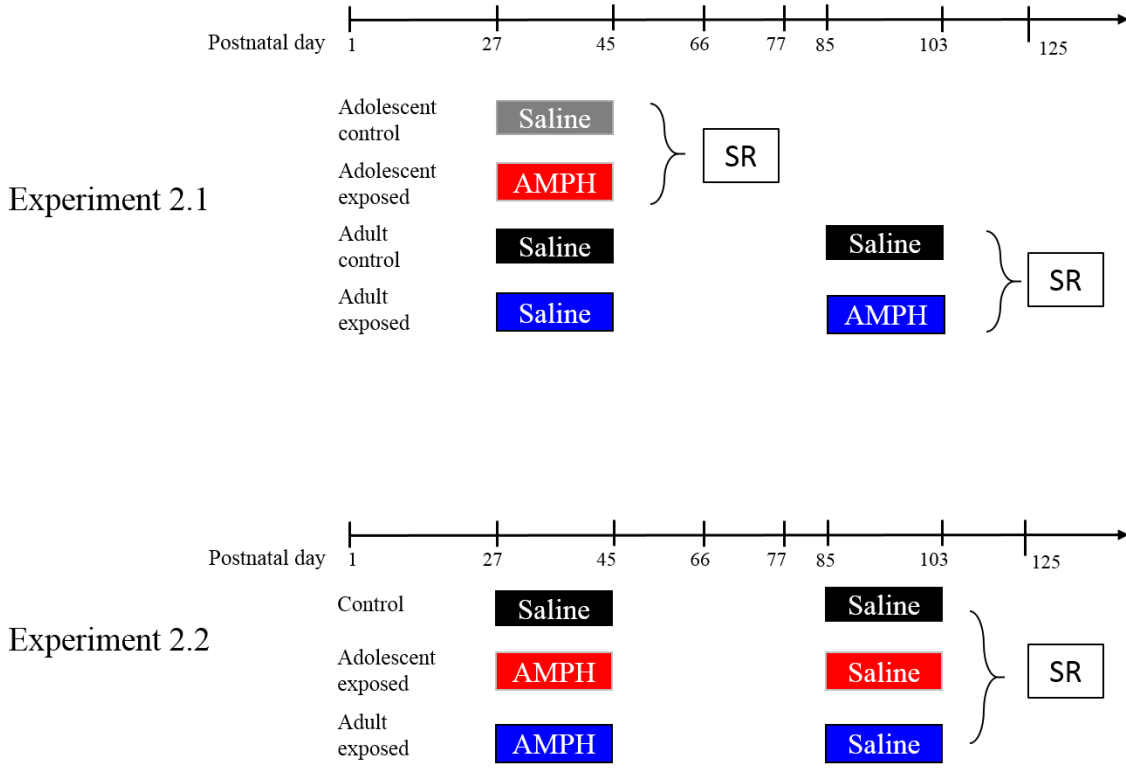 Postnatal day 1 27 45 66 77 85 103 125
Adolescent
control
Saline
SR
Adolescent
exposed
AMPH
Experiment 2.1
Adult
control
Saline Saline
SR
Adult
exposed
Saline AMPH
Postnatal day 1 27 45 66 77 85 103 125
Control Saline Saline
Experiment 2.2
Adolescent
exposed
AMPH Saline
SR
Adult
exposed
AMPH Saline